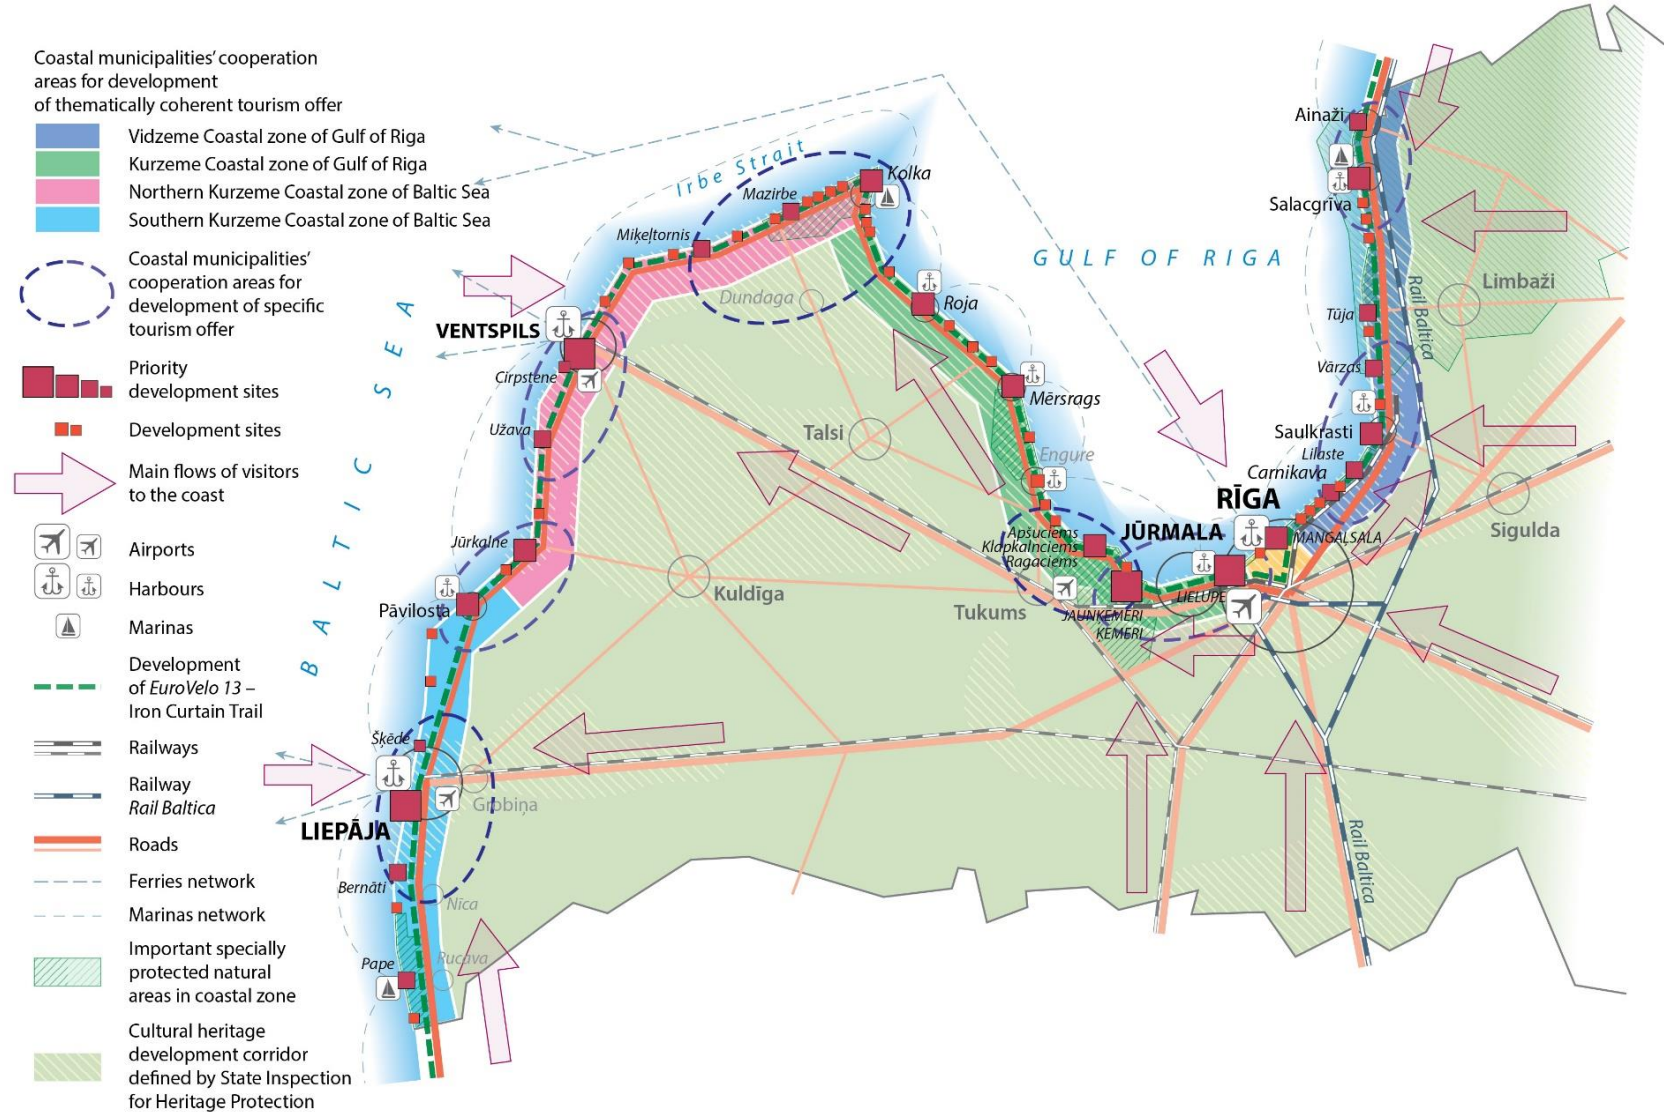 Coastal municipalities' cooperation
areas for development
of thematically coherent tourism offer
Vidzeme Coastal zone of Gulf of Riga
Kurzeme Coastal zone of Gulf of Riga
Northern Kurzeme Coastal zone of Baltic Sea
Southern Kurzeme Coastal zone of Baltic Sea
Coastal municipalities'
cooperation areas for
development of specific
tourism offer
Priority
development sites
Development sites
Main flows of visitors
to the coast
Airports
Harbours
Marinas
Development
of EuroVelo 13 –
Iron Curtain Trail
Railways
Railway
Rail Baltica
Roads
Ferries network
Marinas network
Important specially
protected natural
areas in coastal zone
Cultural heritage
development corridor
defined by State Inspection
for Heritage Protection
BALTIC SEA
Irbe Strait
GULF OF RIGA
Kolka
Mazirbe
Miķeļtornis
Dundaga
VENTSPILS
Cirpstene
Užava
Jūrkalne
Pāvilosta
Šķēde
Grobiņa
LIEPĀJA
Bernāti
Nīca
Rucava
Pape
Roja
Mērsrags
Talsi
Engure
Kuldīga
Tukums
Apšuciems
Klapkalnciems
Ragaciems
JŪRMALA
JAUNĶEMERI
ĶEMERI
LIELUPE
RĪGA
MANGAĻSALA
Carnikava
Lilaste
Saulkrasti
Vārzas
Tūja
Salacgrīva
Ainaži
Limbaži
Sigulda
Rail Baltica
Rail Baltica